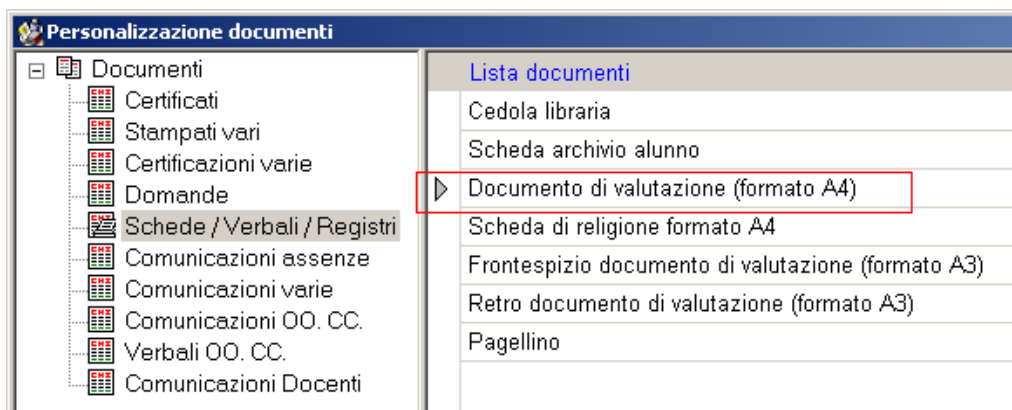 Personalizzazione documenti
Documenti
Certificati
Stampati vari
Certificazioni varie
Domande
Schede / Verbali / Registri
Comunicazioni assenze
Comunicazioni varie
Comunicazioni OO. CC.
Verbali OO. CC.
Comunicazioni Docenti
Lista documenti
Cedola libraria
Scheda archivio alunno
Documento di valutazione (formato A4)
Scheda di religione formato A4
Frontespizio documento di valutazione (formato A3)
Retro documento di valutazione (formato A3)
Pagellino